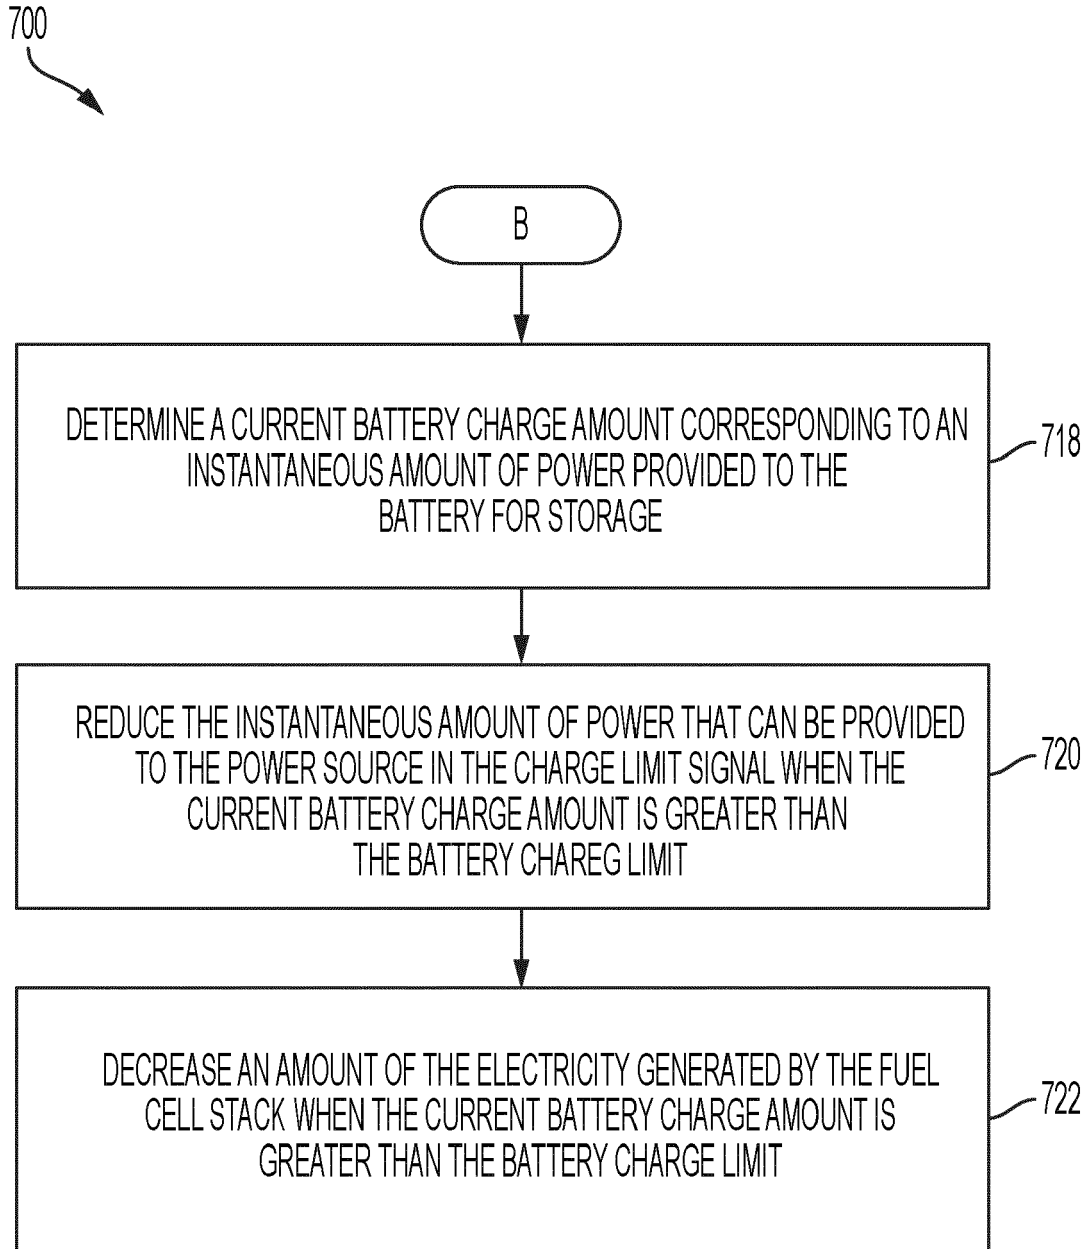 700
B
DETERMINE A CURRENT BATTERY CHARGE AMOUNT CORRESPONDING TO AN
INSTANTANEOUS AMOUNT OF POWER PROVIDED TO THE
BATTERY FOR STORAGE
718
REDUCE THE INSTANTANEOUS AMOUNT OF POWER THAT CAN BE PROVIDED
TO THE POWER SOURCE IN THE CHARGE LIMIT SIGNAL WHEN THE
CURRENT BATTERY CHARGE AMOUNT IS GREATER THAN
THE BATTERY CHAREG LIMIT
720
DECREASE AN AMOUNT OF THE ELECTRICITY GENERATED BY THE FUEL
CELL STACK WHEN THE CURRENT BATTERY CHARGE AMOUNT IS
GREATER THAN THE BATTERY CHARGE LIMIT
722